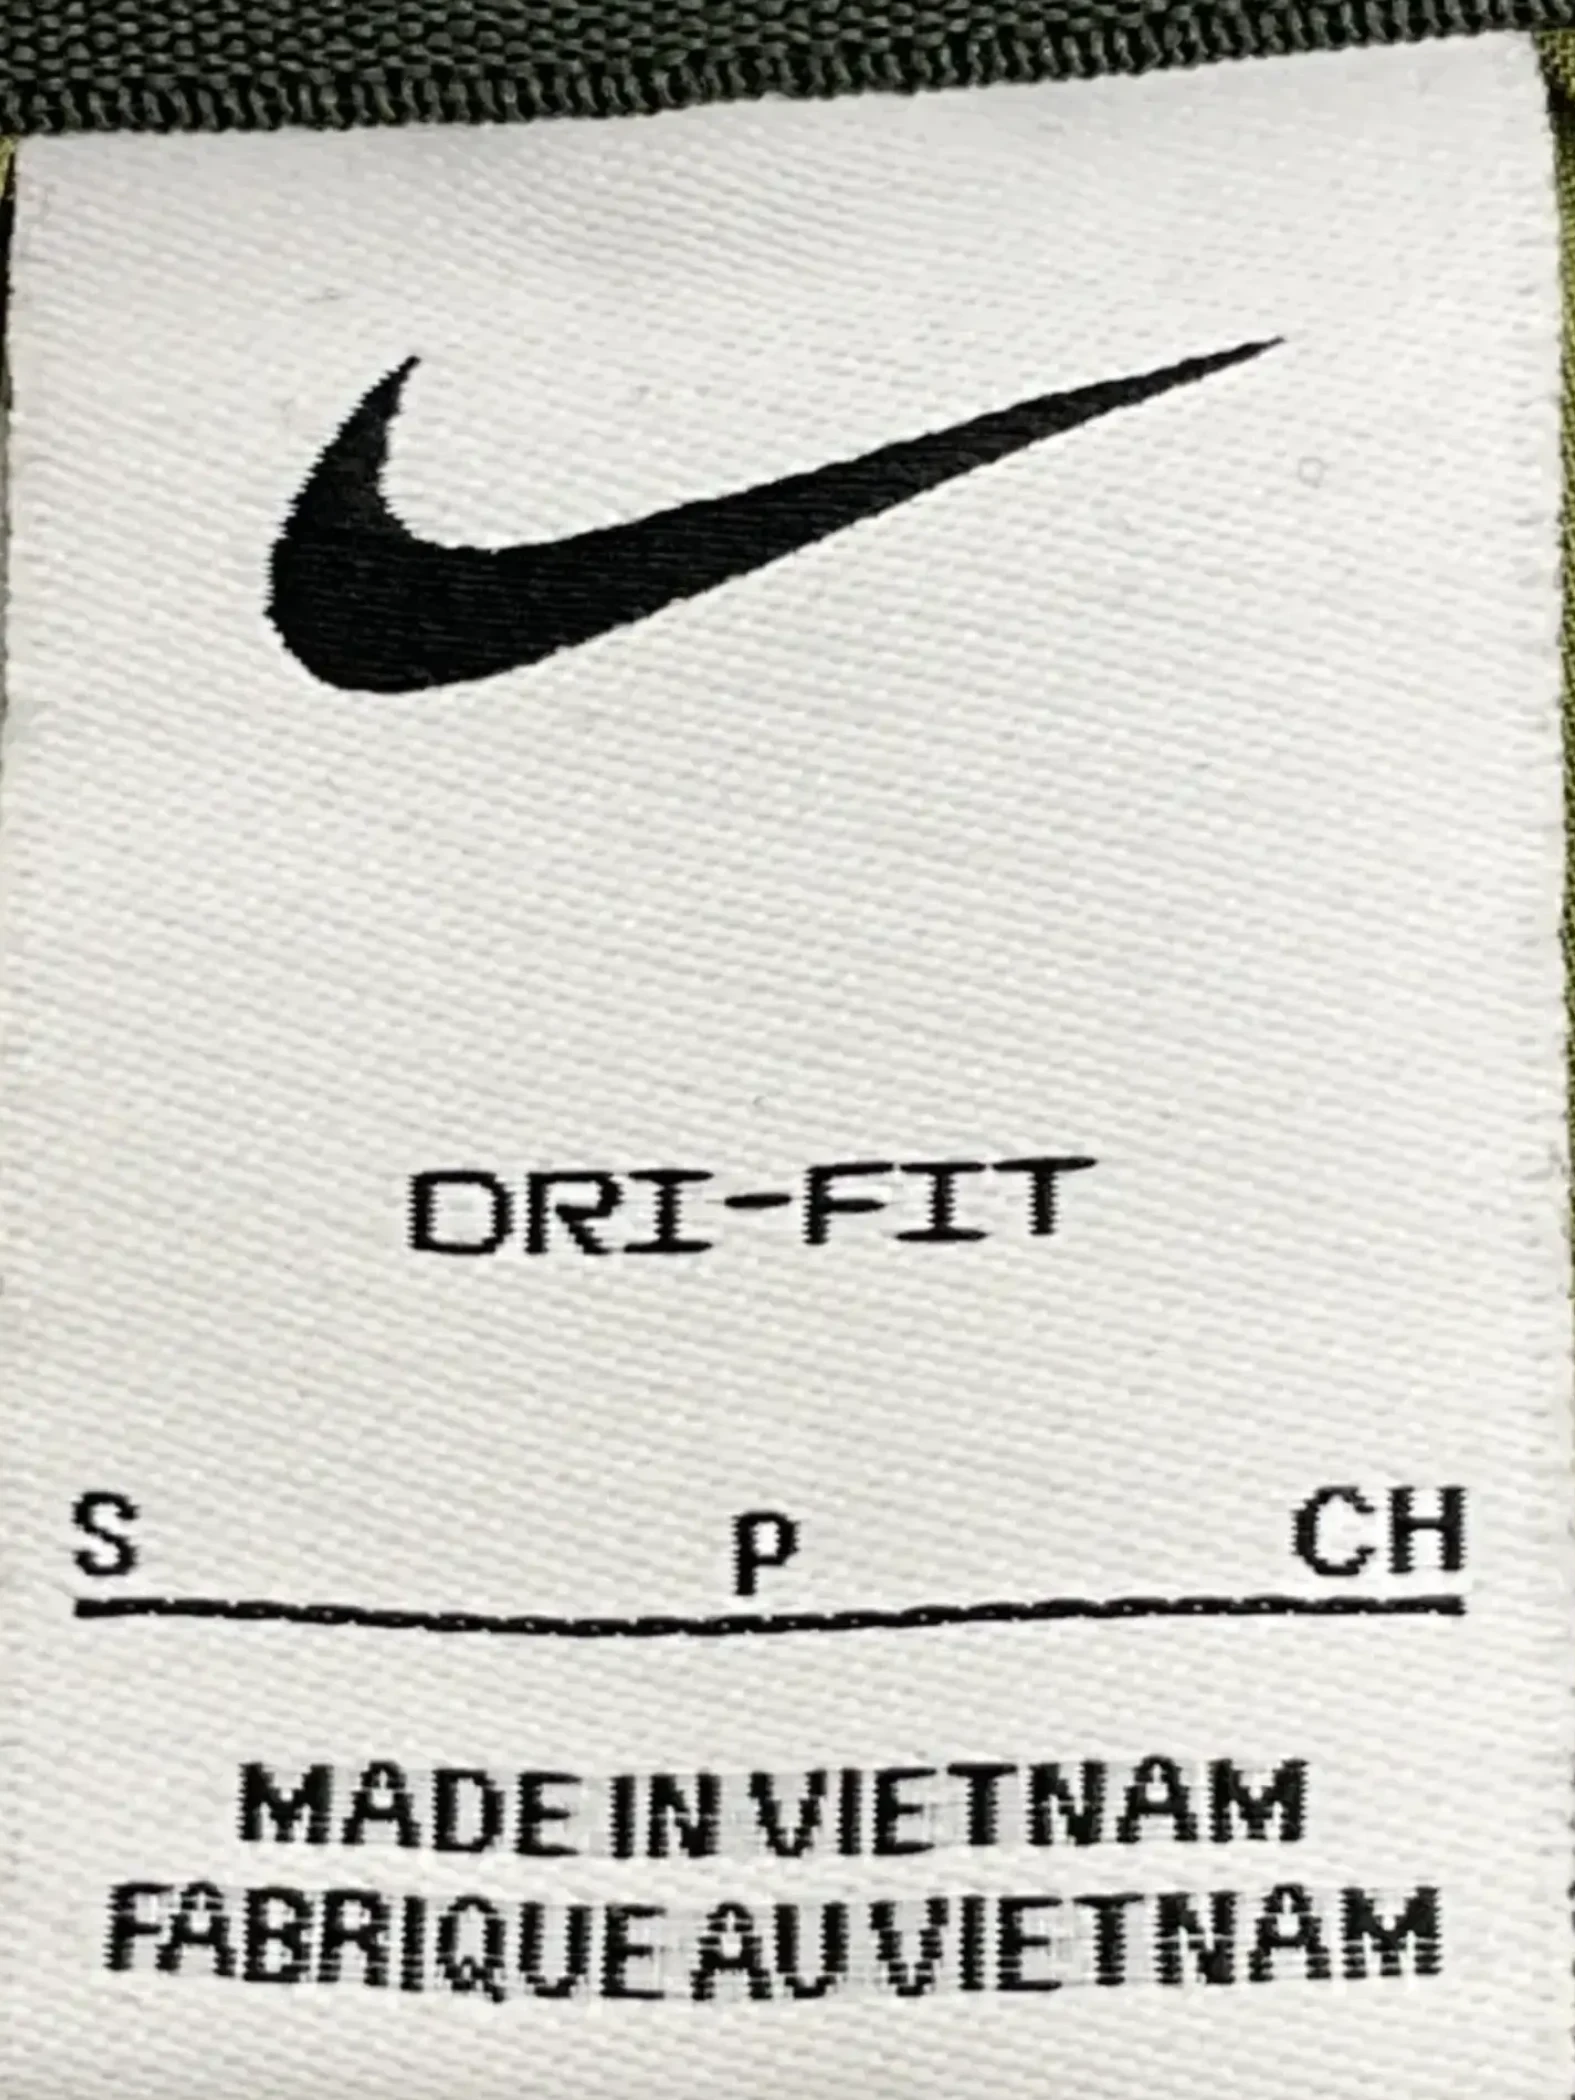 DRI-FIT
S P CH
MADE IN VIETNAM
FABRIQUE AU VIETNAM